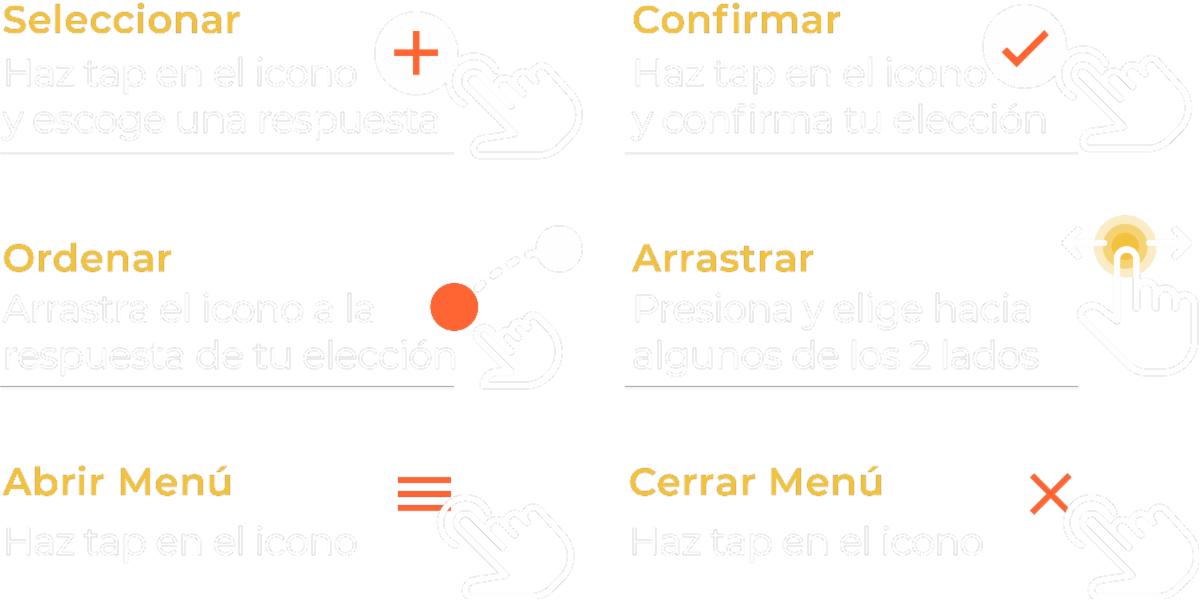 Seleccionar
Haz tap en el icono
y escoge una respuesta
Confirmar
Haz tap en el icono
y confirma tu elección
Ordenar
Arrastra el icono a la
respuesta de tu elección
Arrastrar
Presiona y elige hacia
algunos de los 2 lados
Abrir Menú
Haz tap en el icono
Cerrar Menú
Haz tap en el icono